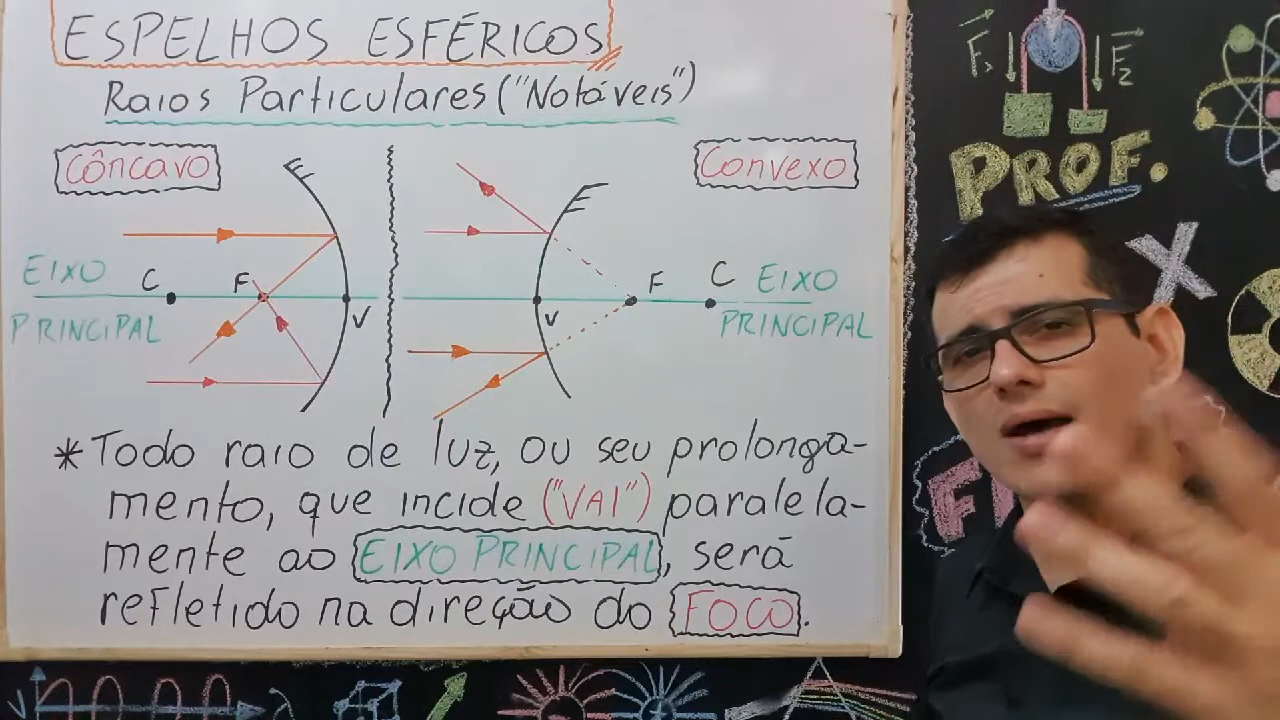 ESPELHOS ESFÉRICOS
Raios Particulares ("Notáveis")
Côncavo
Convexo
EIXO
PRINCIPAL
C
F
V
V
F
C
EIXO
PRINCIPAL
*Todo raio de luz, ou seu prolonga-
mento, que incide ("VAI") paralela-
mente ao EIXO PRINCIPAL, será
refletido na direção do FOCO.
F₁
F₂
PROF.
X
V